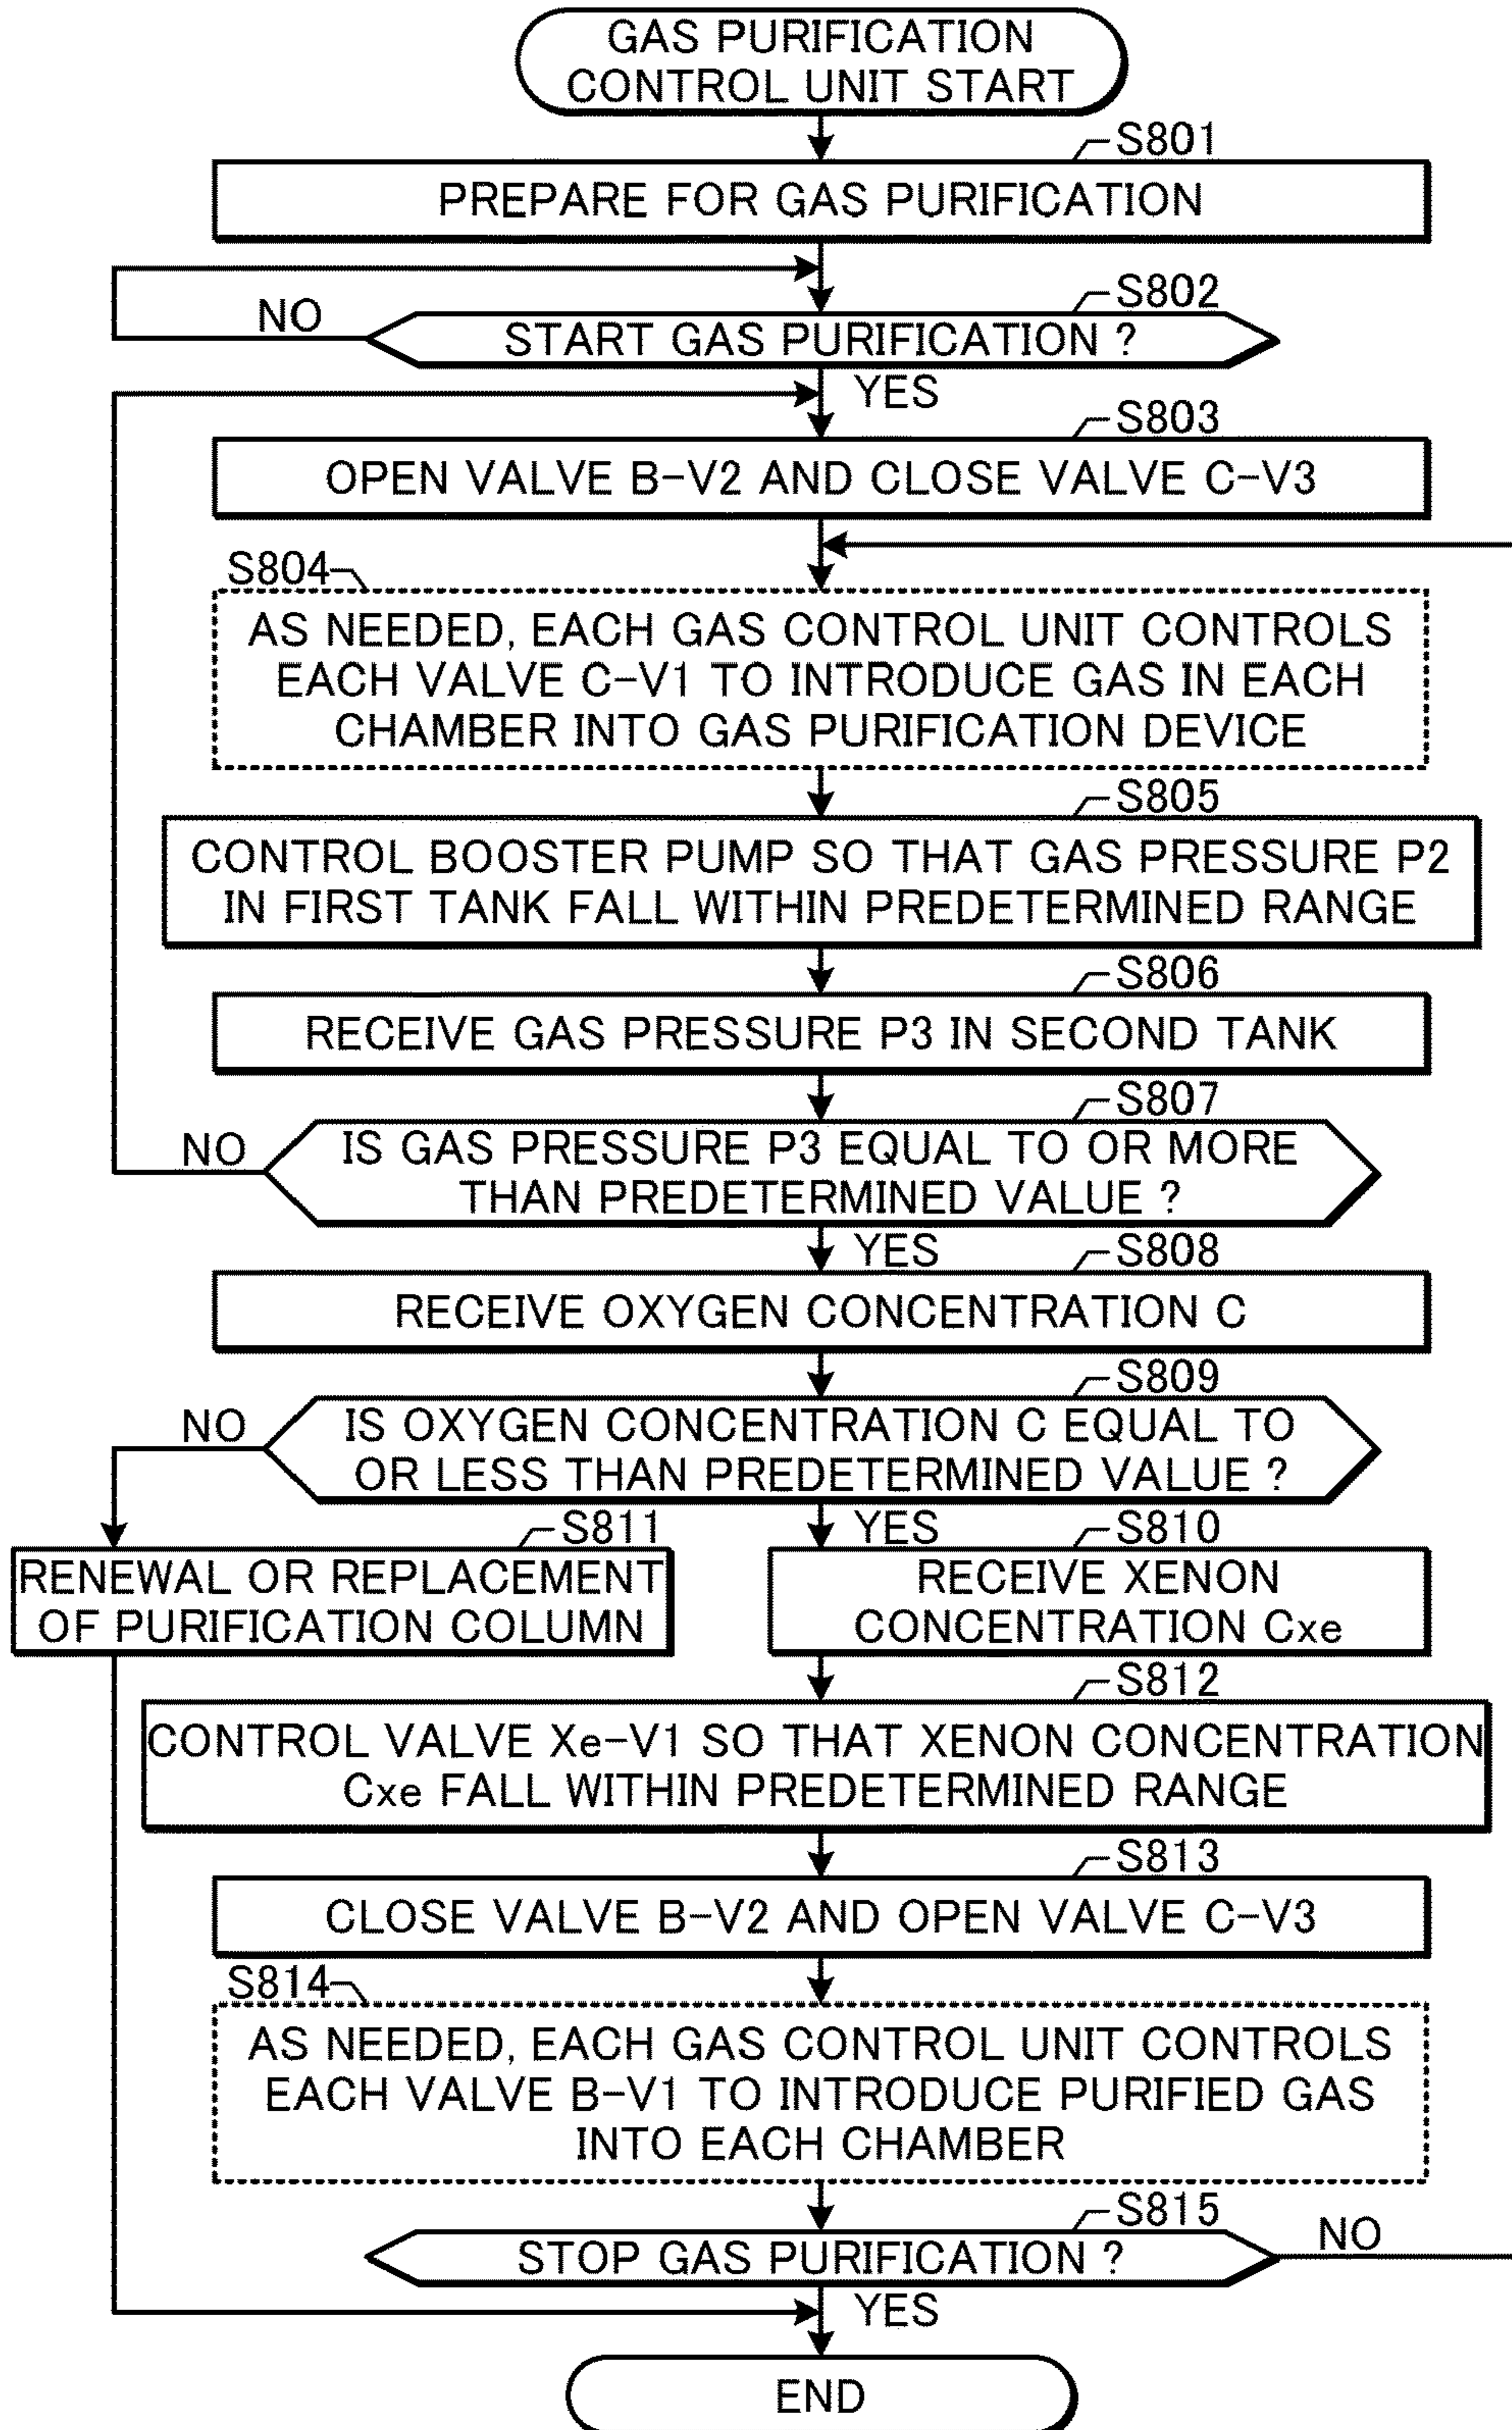 GAS PURIFICATION
CONTROL UNIT START
S801
PREPARE FOR GAS PURIFICATION
S802
NO
START GAS PURIFICATION ?
YES
S803
OPEN VALVE B-V2 AND CLOSE VALVE C-V3
S804
AS NEEDED, EACH GAS CONTROL UNIT CONTROLS
EACH VALVE C-V1 TO INTRODUCE GAS IN EACH
CHAMBER INTO GAS PURIFICATION DEVICE
S805
CONTROL BOOSTER PUMP SO THAT GAS PRESSURE P2
IN FIRST TANK FALL WITHIN PREDETERMINED RANGE
S806
RECEIVE GAS PRESSURE P3 IN SECOND TANK
S807
NO
IS GAS PRESSURE P3 EQUAL TO OR MORE
THAN PREDETERMINED VALUE ?
YES
S808
RECEIVE OXYGEN CONCENTRATION C
S809
NO
IS OXYGEN CONCENTRATION C EQUAL TO
OR LESS THAN PREDETERMINED VALUE ?
S811
YES
S810
RENEWAL OR REPLACEMENT
OF PURIFICATION COLUMN
RECEIVE XENON
CONCENTRATION Cxe
S812
CONTROL VALVE Xe-V1 SO THAT XENON CONCENTRATION
Cxe FALL WITHIN PREDETERMINED RANGE
S813
CLOSE VALVE B-V2 AND OPEN VALVE C-V3
S814
AS NEEDED, EACH GAS CONTROL UNIT CONTROLS
EACH VALVE B-V1 TO INTRODUCE PURIFIED GAS
INTO EACH CHAMBER
S815
STOP GAS PURIFICATION ?
NO
YES
END